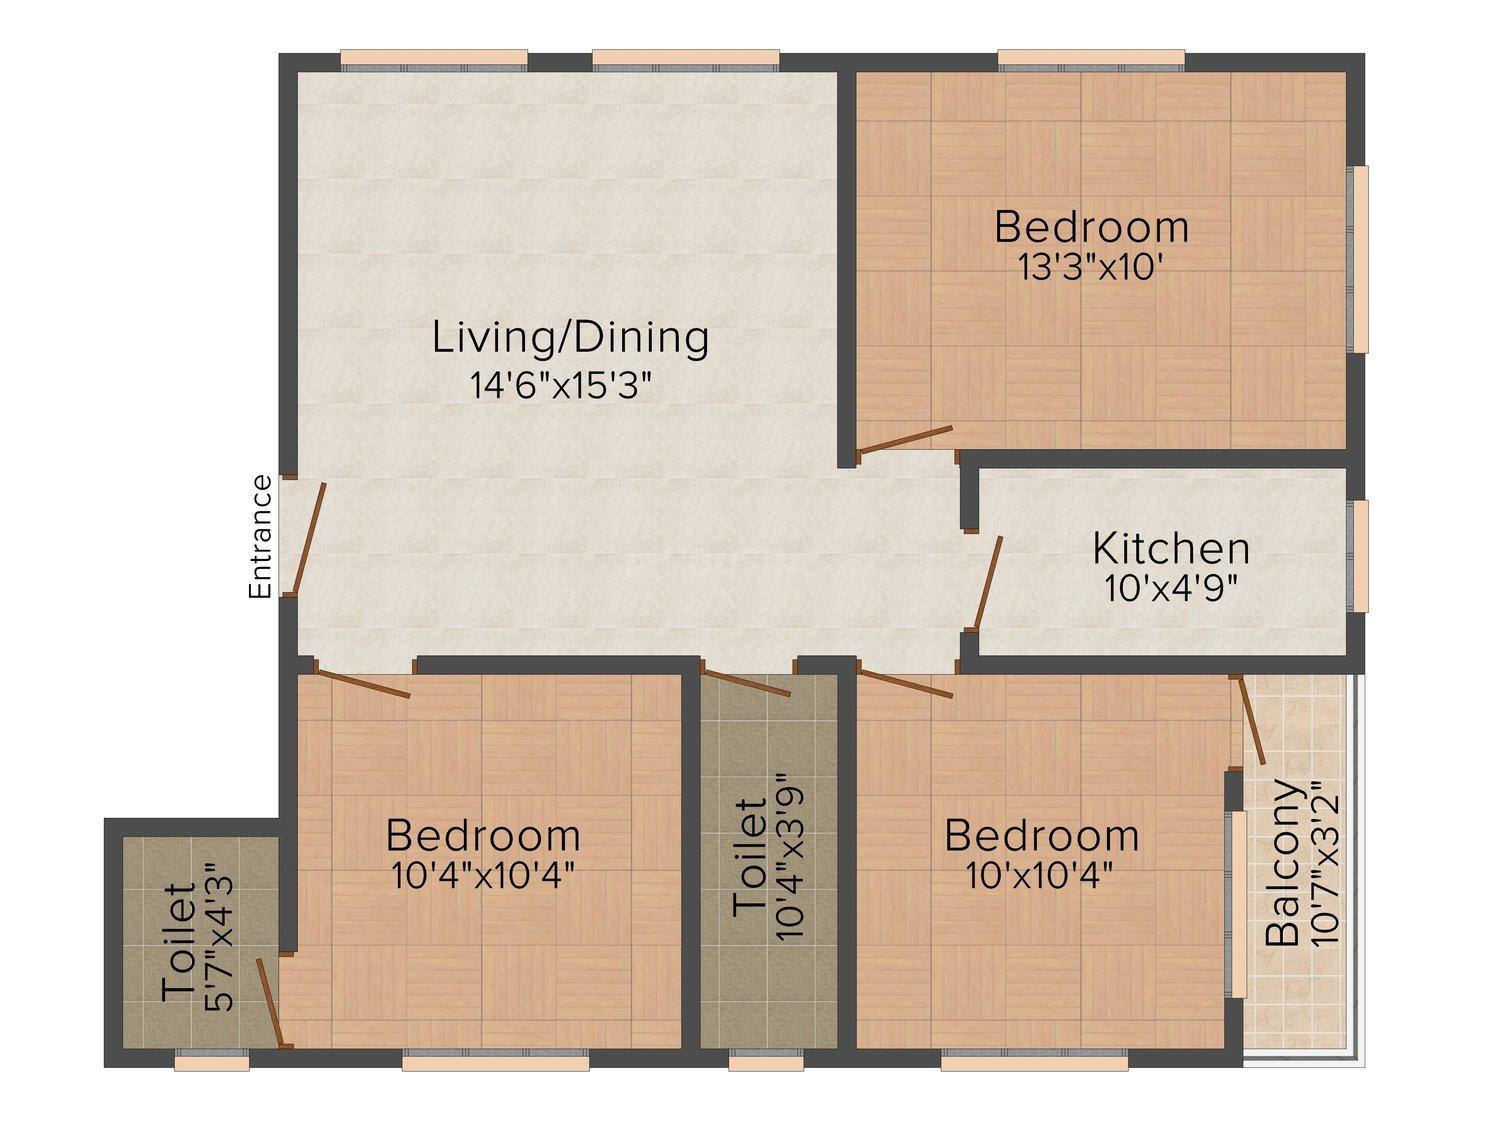 Living/Dining
14'6"x15'3"
Bedroom
13'3"x10'
Entrance
Kitchen
10'x4'9"
Bedroom
10'4"x10'4"
Toilet
10'4"x3'9"
Bedroom
10'x10'4"
Balcony
10'7"x3'2"
Toilet
5'7"x4'3"